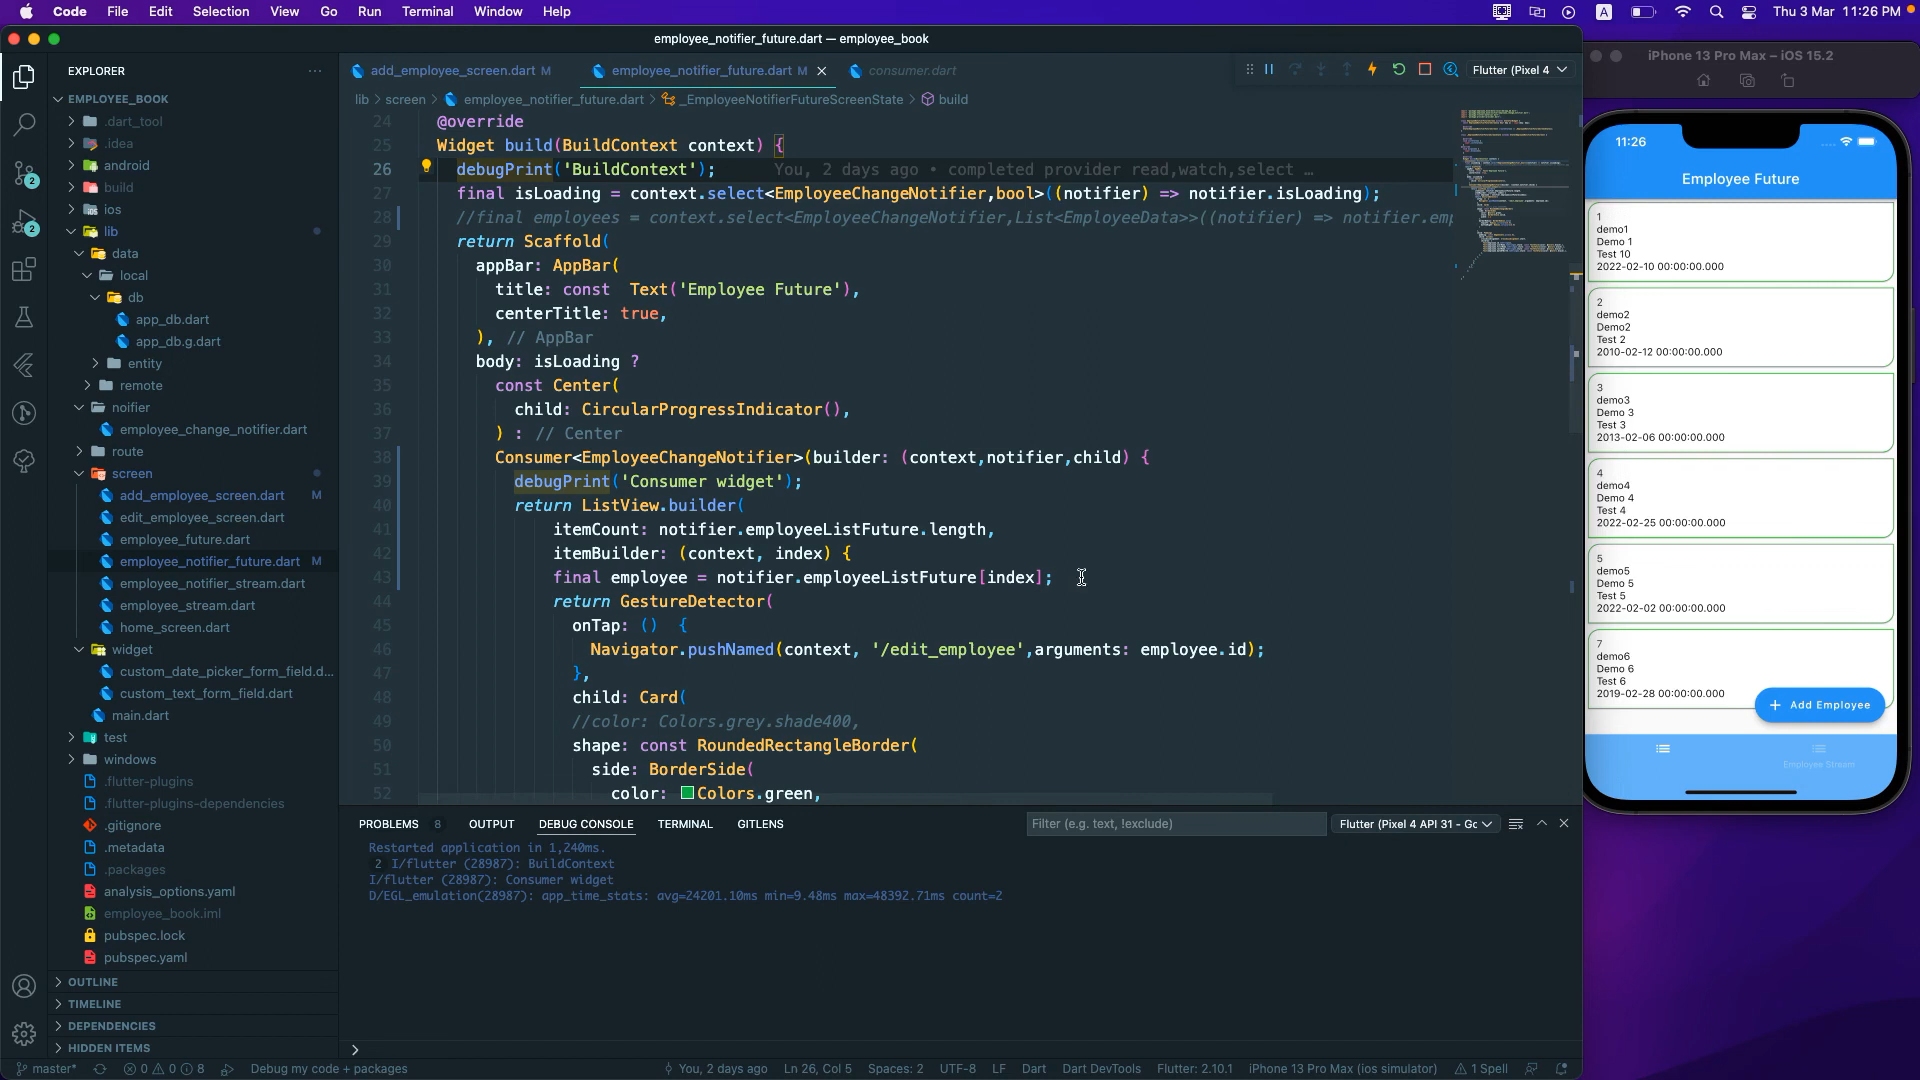 Code File Edit Selection View Go Run Terminal Window Help
A Thu 3 Mar 11:26 PM
employee_notifier_future.dart — employee_book
EXPLORER
EMPLOYEE_BOOK
.dart_tool
.idea
android
build
ios
lib
data
local
db
app_db.dart
app_db.g.dart
entity
remote
noifier
employee_change_notifier.dart
route
screen
add_employee_screen.dart M
edit_employee_screen.dart
employee_future.dart
employee_notifier_future.dart M
employee_notifier_stream.dart
employee_stream.dart
home_screen.dart
widget
custom_date_picker_form_field.d...
custom_text_form_field.dart
main.dart
test
windows
.flutter-plugins
.flutter-plugins-dependencies
.gitignore
.metadata
.packages
analysis_options.yaml
employee_book.iml
pubspec.lock
pubspec.yaml
OUTLINE
TIMELINE
DEPENDENCIES
HIDDEN ITEMS
2
2
add_employee_screen.dart M employee_notifier_future.dart M consumer.dart
Flutter (Pixel 4
lib > screen > employee_notifier_future.dart > _EmployeeNotifierFutureScreenState > build
24 @override
25 Widget build(BuildContext context) {
26 debugPrint('BuildContext'); You, 2 days ago • completed provider read,watch,select …
27 final isLoading = context.select<EmployeeChangeNotifier,bool>((notifier) => notifier.isLoading);
28 //final employees = context.select<EmployeeChangeNotifier,List<EmployeeData>>((notifier) => notifier.emp
29 return Scaffold(
30 appBar: AppBar(
31 title: const Text('Employee Future'),
32 centerTitle: true,
33 ), // AppBar
34 body: isLoading ?
35 const Center(
36 child: CircularProgressIndicator(),
37 ) : // Center
38 Consumer<EmployeeChangeNotifier>(builder: (context,notifier,child) {
39 debugPrint('Consumer widget');
40 return ListView.builder(
41 itemCount: notifier.employeeListFuture.length,
42 itemBuilder: (context, index) {
43 final employee = notifier.employeeListFuture[index];
44 return GestureDetector(
45 onTap: () {
46 Navigator.pushNamed(context, '/edit_employee',arguments: employee.id);
47 },
48 child: Card(
49 //color: Colors.grey.shade400,
50 shape: const RoundedRectangleBorder(
51 side: BorderSide(
52 color: Colors.green,
PROBLEMS 8 OUTPUT DEBUG CONSOLE TERMINAL GITLENS
Filter (e.g. text, !exclude)
Flutter (Pixel 4 API 31 - Gc
Restarted application in 1,240ms.
2 I/flutter (28987): BuildContext
I/flutter (28987): Consumer widget
D/EGL_emulation(28987): app_time_stats: avg=24201.10ms min=9.48ms max=48392.71ms count=2
master* 0 0 8 Debug my code + packages You, 2 days ago Ln 26, Col 5 Spaces: 2 UTF-8 LF Dart Dart DevTools Flutter: 2.10.1 iPhone 13 Pro Max (ios simulator) 1 Spell
iPhone 13 Pro Max – iOS 15.2
11:26
Employee Future
1
demo1
Demo 1
Test 10
2022-02-10 00:00:00.000
2
demo2
Demo2
Test 2
2010-02-12 00:00:00.000
3
demo3
Demo 3
Test 3
2013-02-06 00:00:00.000
4
demo4
Demo 4
Test 4
2022-02-25 00:00:00.000
5
demo5
Demo 5
Test 5
2022-02-02 00:00:00.000
7
demo6
Demo 6
Test 6
2019-02-28 00:00:00.000
+ Add Employee
Employee Stream